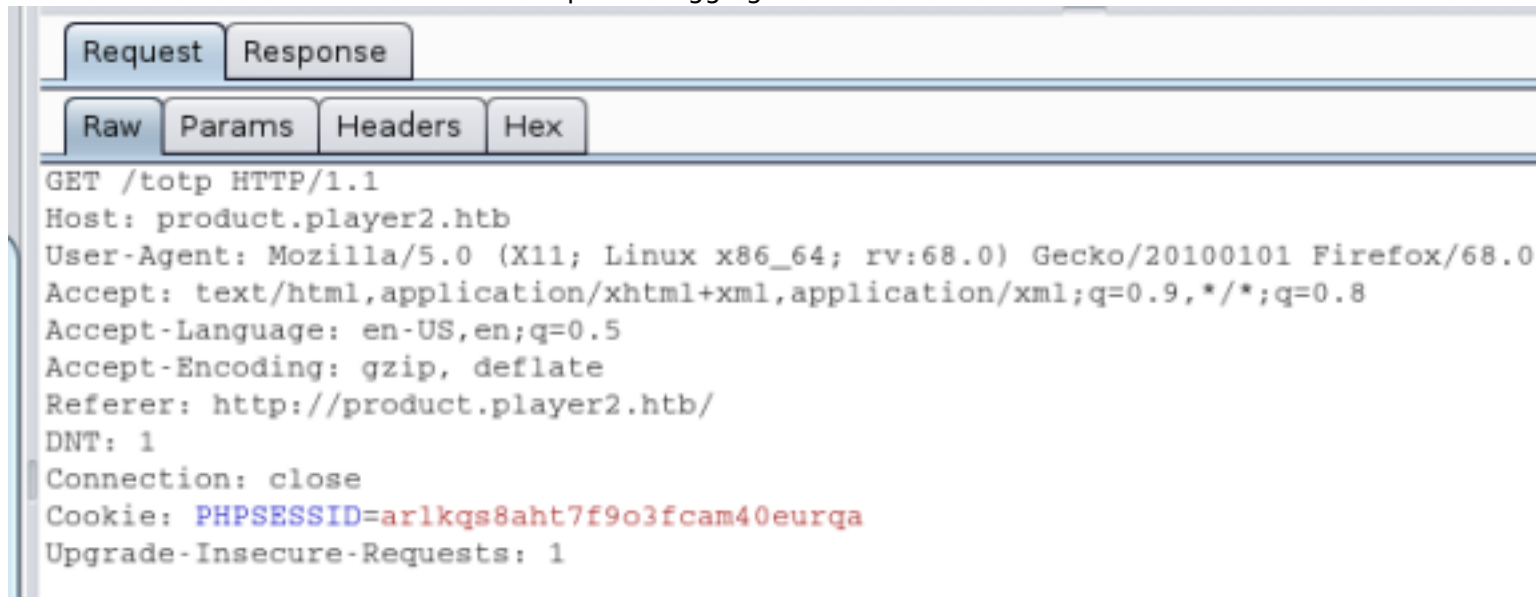 Request Response
Raw Params Headers Hex
GET /totp HTTP/1.1
Host: product.player2.htb
User-Agent: Mozilla/5.0 (X11; Linux x86_64; rv:68.0) Gecko/20100101 Firefox/68.0
Accept: text/html,application/xhtml+xml,application/xml;q=0.9,*/*;q=0.8
Accept-Language: en-US,en;q=0.5
Accept-Encoding: gzip, deflate
Referer: http://product.player2.htb/
DNT: 1
Connection: close
Cookie: PHPSESSID=ar1kqs8aht7f9o3fcam40eurqa
Upgrade-Insecure-Requests: 1